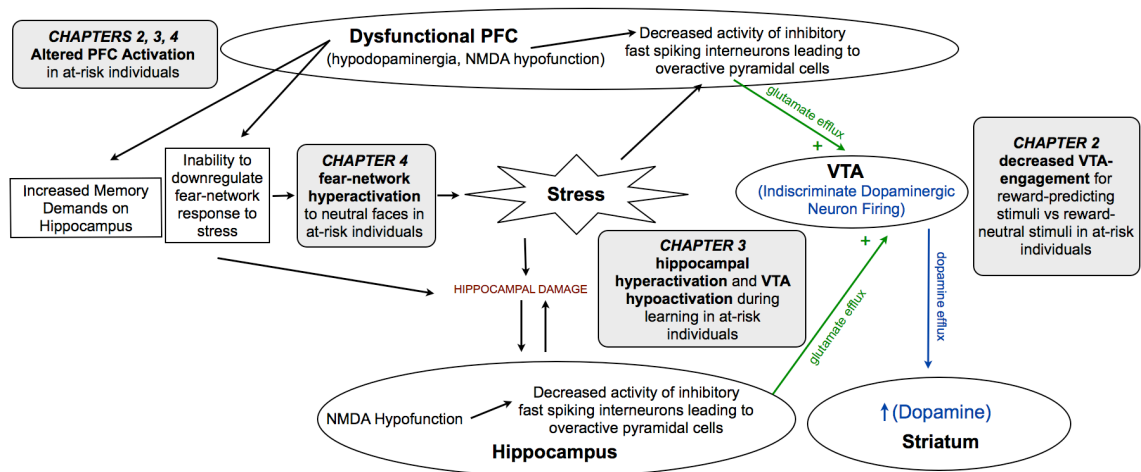 CHAPTERS 2, 3, 4
Altered PFC Activation
in at-risk individuals
Dysfunctional PFC
(hypodopaminergia, NMDA hypofunction)
Decreased activity of inhibitory
fast spiking interneurons leading to
overactive pyramidal cells
glutamate efflux
+
Increased Memory
Demands on
Hippocampus
Inability to
downregulate
fear-network
response to
stress
CHAPTER 4
fear-network
hyperactivation
to neutral faces in
at-risk individuals
Stress
VTA
(Indiscriminate Dopaminergic
Neuron Firing)
CHAPTER 2
decreased VTA-
engagement for
reward-predicting
stimuli vs reward-
neutral stimuli in at-risk
individuals
HIPPOCAMPAL DAMAGE
CHAPTER 3
hippocampal
hyperactivation and VTA
hypoactivation during
learning in at-risk
individuals
+
glutamate efflux
dopamine efflux
NMDA Hypofunction
Decreased activity of inhibitory
fast spiking interneurons leading to
overactive pyramidal cells
Hippocampus
↑(Dopamine)
Striatum